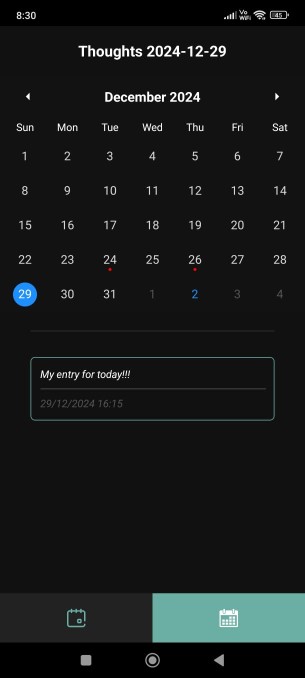 8:30
Vo
WiFi
45
Thoughts 2024-12-29
December 2024
Sun Mon Tue Wed Thu Fri Sat
1 2 3 4 5 6 7
8 9 10 11 12 13 14
15 16 17 18 19 20 21
22 23 24 25 26 27 28
29 30 31 1 2 3 4
My entry for today!!!
29/12/2024 16:15